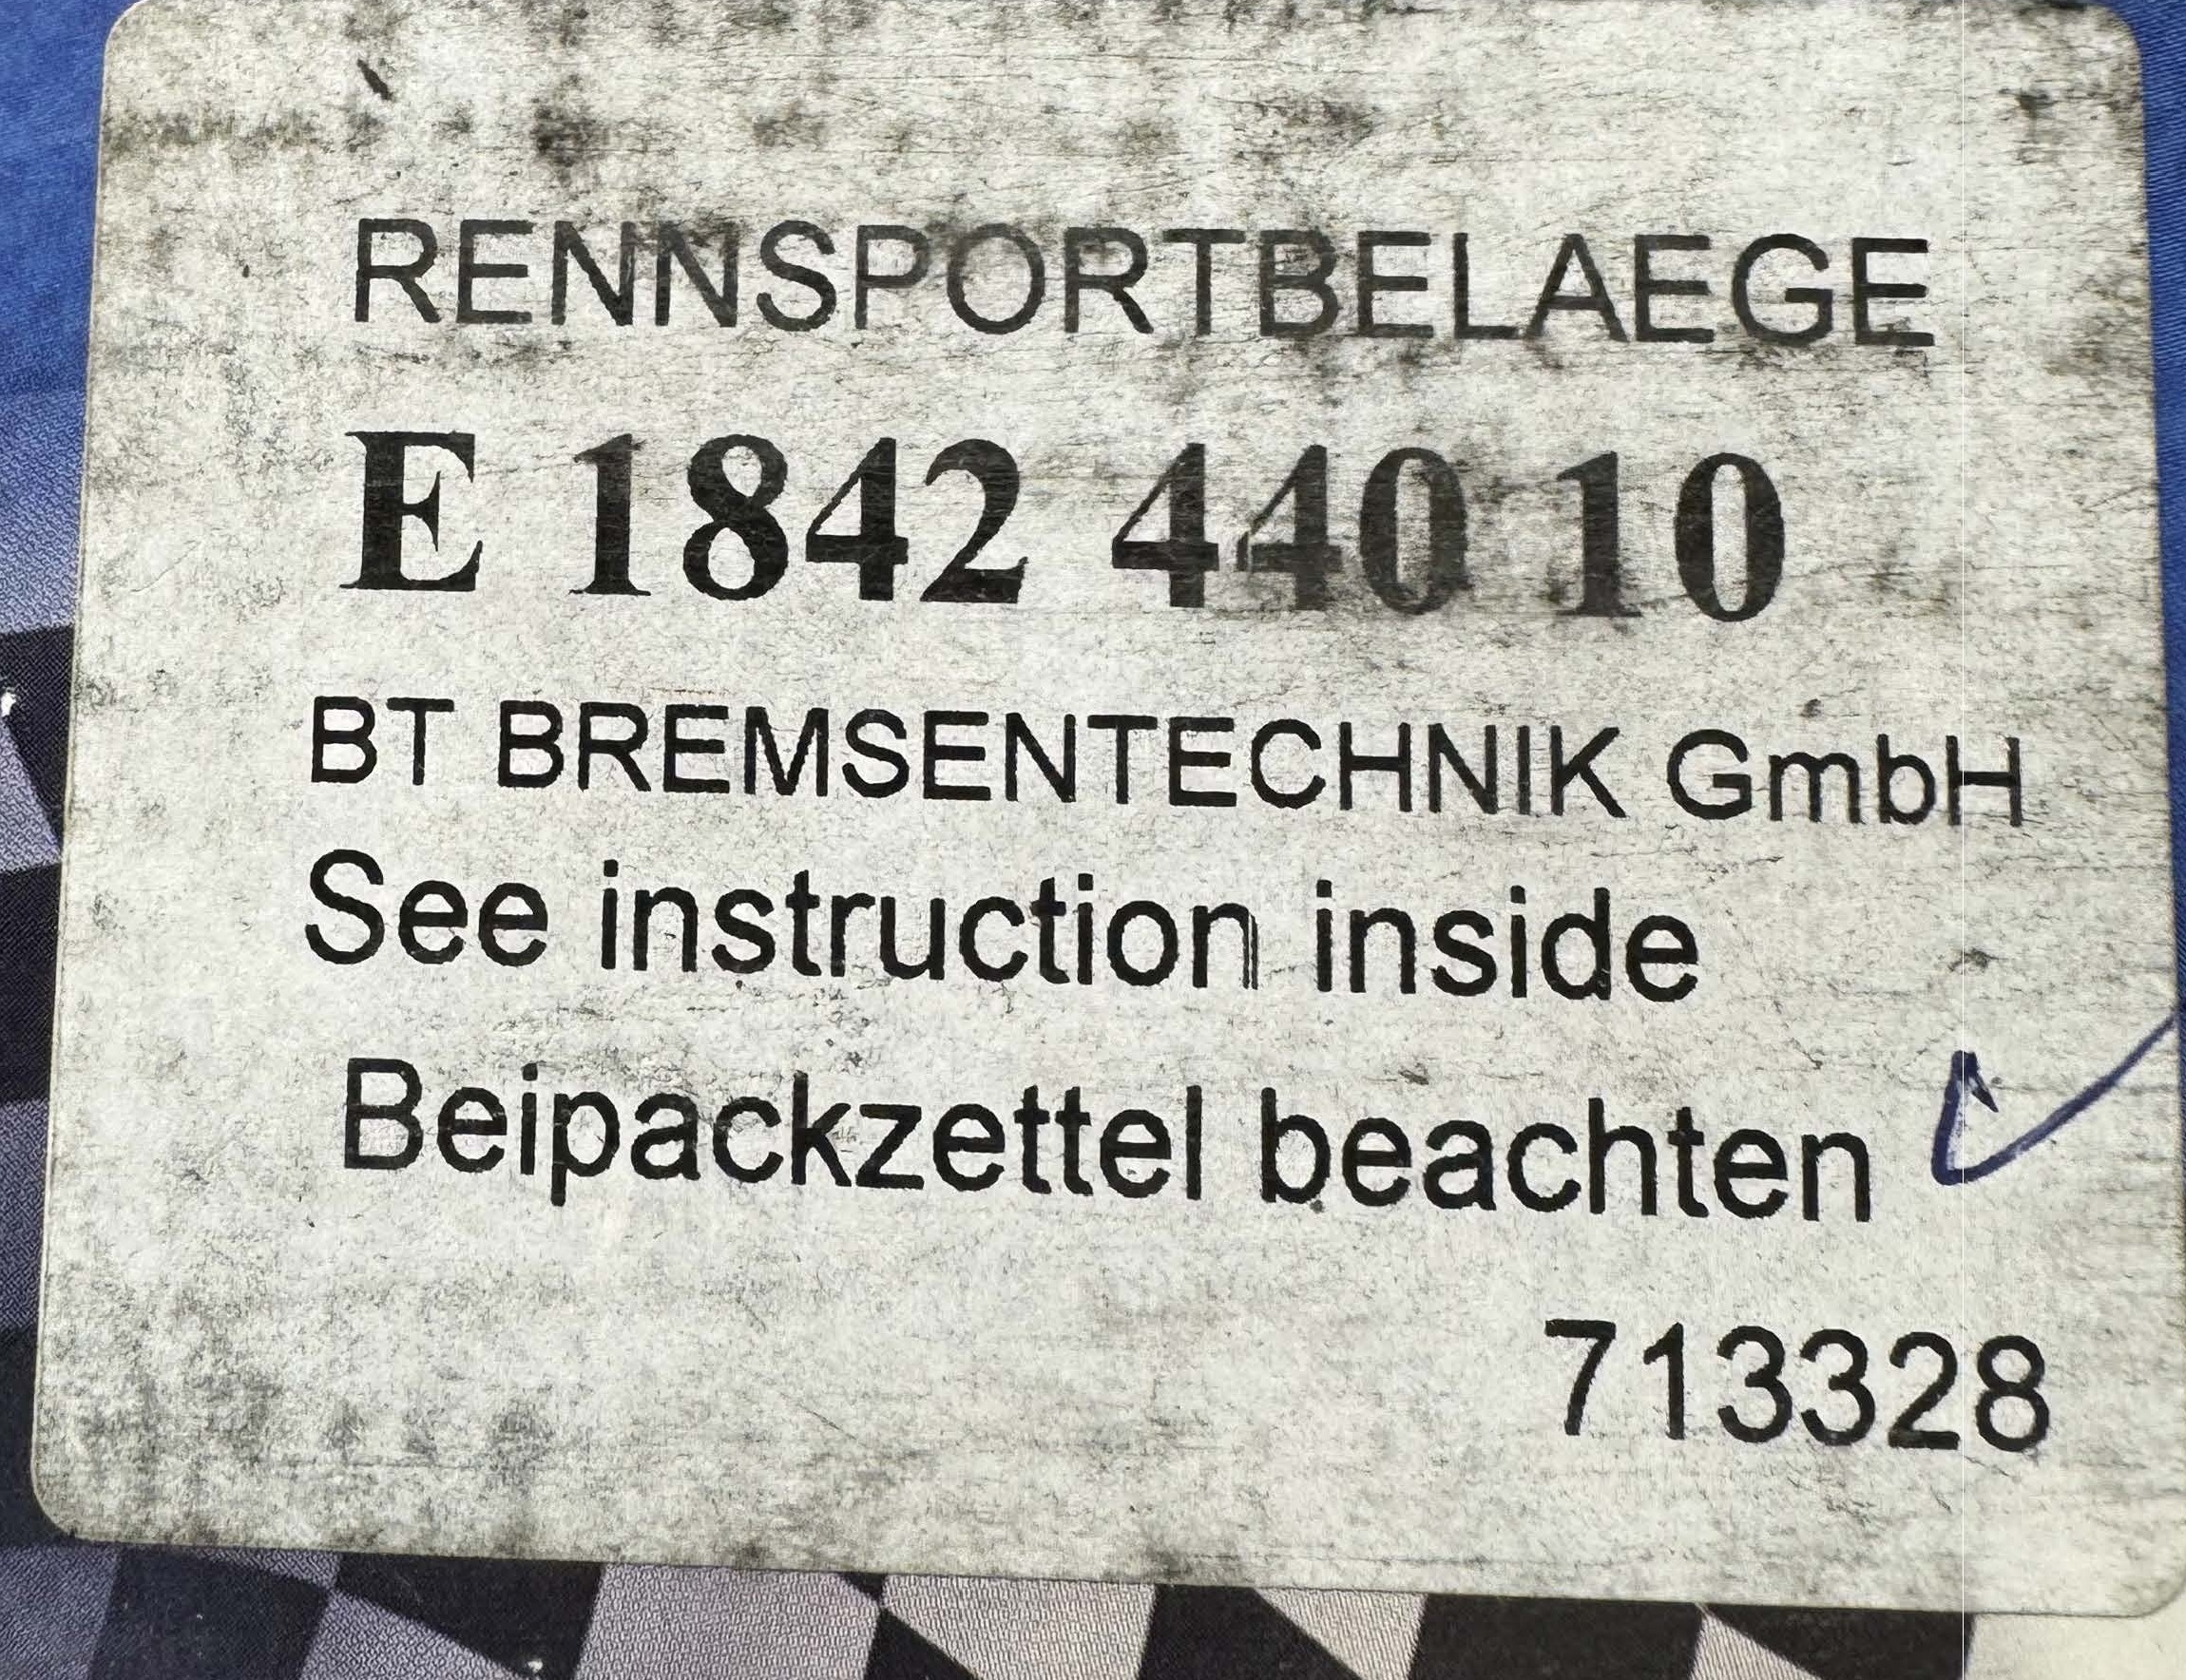 RENNSPORTBELAEGE
E 1842 440 10
BT BREMSENTECHNIK GmbH
See instruction inside
Beipackzettel beachten
713328